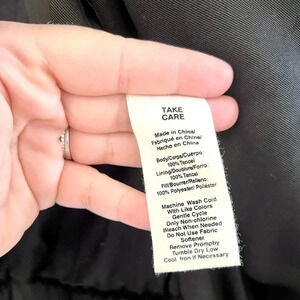 TAKE
CARE
Made in China/
Fabriqué en China/
Hecho en China
Body/Corps/Cuerpo:
100% Tencel
Lining/Doublure/Forro:
100% Tencel
Fill/Bourrer/Relleno:
100% Polyester/ Poliéster
Machine Wash Cold
With Like Colors
Gentle Cycle
Only Non-chlorine
Bleach When Needed
Do Not Use Fabric
Softener
Remove Promptly
Tumble Dry Low
Cool Iron if Necessary